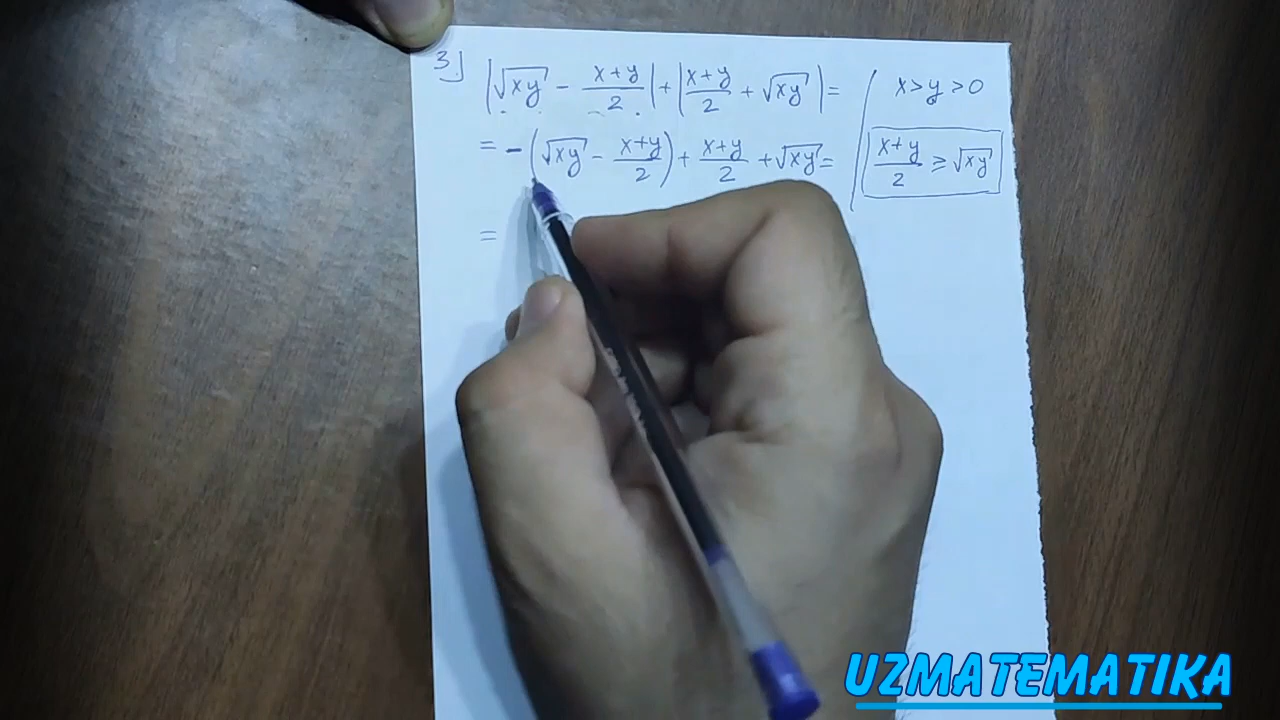 3.) |√xy - x+y/2| + |x+y/2 + √xy| =
= -(√xy - x+y/2) + x+y/2 + √xy =
=
x > y > 0
x+y/2 ≥ √xy
UZMATEMATIKA